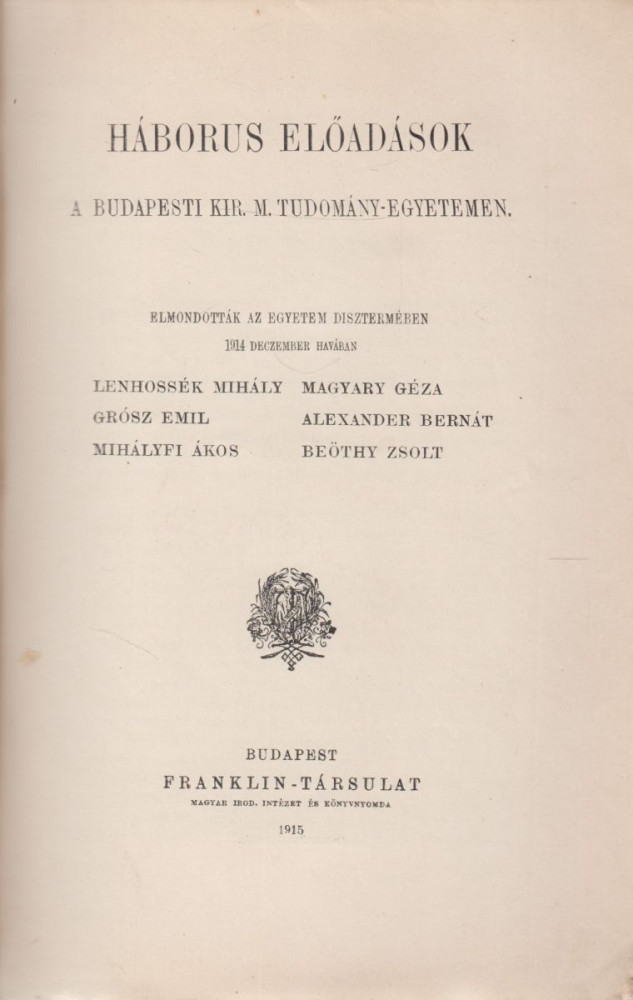 HÁBORUS ELŐADÁSOK
A BUDAPESTI KIR. M. TUDOMÁNY-EGYETEMEN.
ELMONDOTTÁK AZ EGYETEM DISZTERMÉBEN
1914 DECZEMBER HAVÁBAN
LENHOSSÉK MIHÁLY MAGYARY GÉZA
GRÓSZ EMIL ALEXANDER BERNÁT
MIHÁLYFI ÁKOS BEÖTHY ZSOLT
BUDAPEST
FRANKLIN-TÁRSULAT
MAGYAR IROD. INTÉZET ÉS KÖNYVNYOMDA
1915